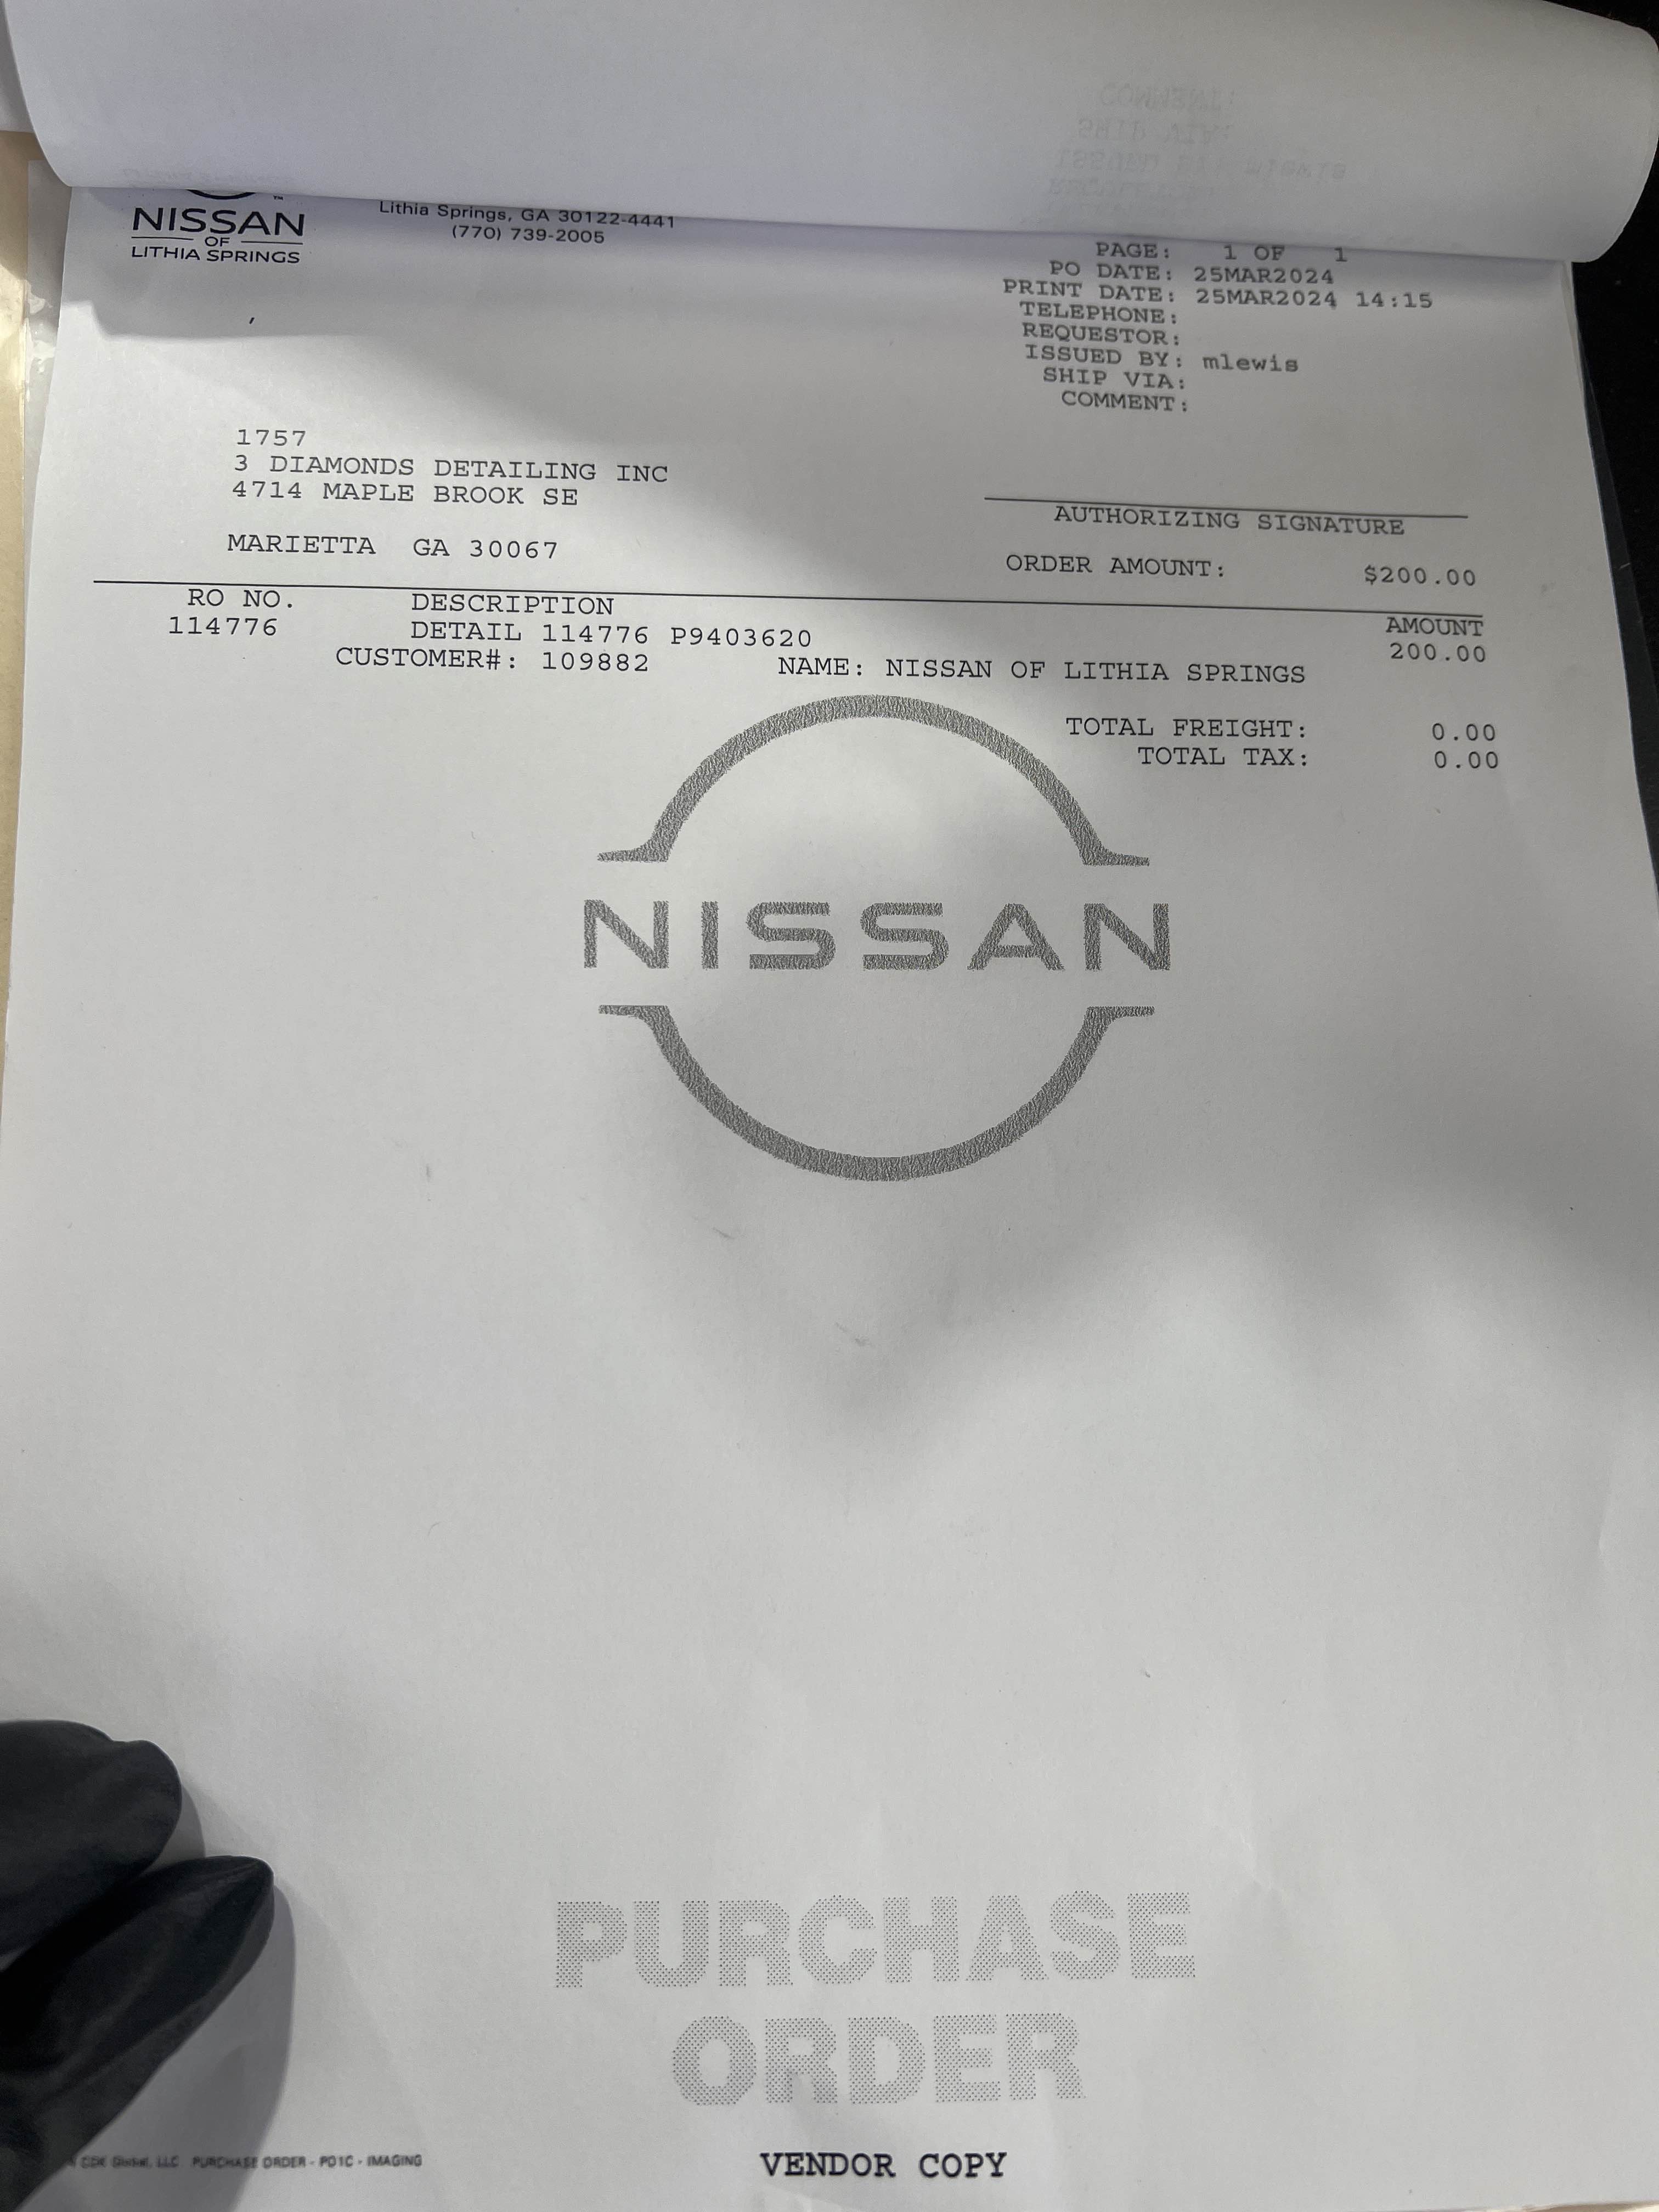 NISSAN
OF
LITHIA SPRINGS
Lithia Springs, GA 30122-4441
(770) 739-2005
PAGE: 1 OF 1
PO DATE: 25MAR2024
PRINT DATE: 25MAR2024 14:15
TELEPHONE:
REQUESTOR:
ISSUED BY: mlewis
SHIP VIA:
COMMENT:
1757
3 DIAMONDS DETAILING INC
4714 MAPLE BROOK SE
MARIETTA GA 30067
AUTHORIZING SIGNATURE
ORDER AMOUNT: $200.00
RO NO. DESCRIPTION AMOUNT
114776 DETAIL 114776 P9403620 200.00
CUSTOMER#: 109882 NAME: NISSAN OF LITHIA SPRINGS
TOTAL FREIGHT: 0.00
TOTAL TAX: 0.00
NISSAN
PURCHASE
ORDER
CDK Global, LLC PURCHASE ORDER - PO1C - IMAGING
VENDOR COPY